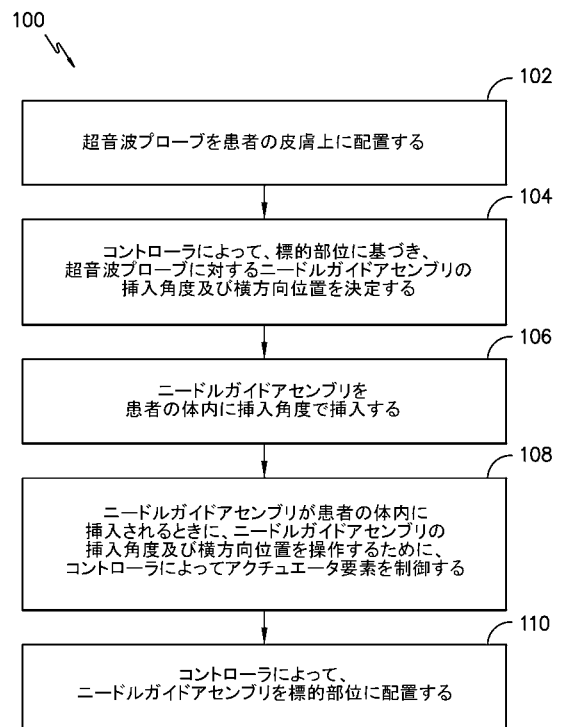 100
102
超音波プローブを患者の皮膚上に配置する
104
コントローラによって、標的部位に基づき、
超音波プローブに対するニードルガイドアセンブリの
挿入角度及び横方向位置を決定する
106
ニードルガイドアセンブリを
患者の体内に挿入角度で挿入する
108
ニードルガイドアセンブリが患者の体内に
挿入されるときに、ニードルガイドアセンブリの
挿入角度及び横方向位置を操作するために、
コントローラによってアクチュエータ要素を制御する
110
コントローラによって、
ニードルガイドアセンブリを標的部位に配置する